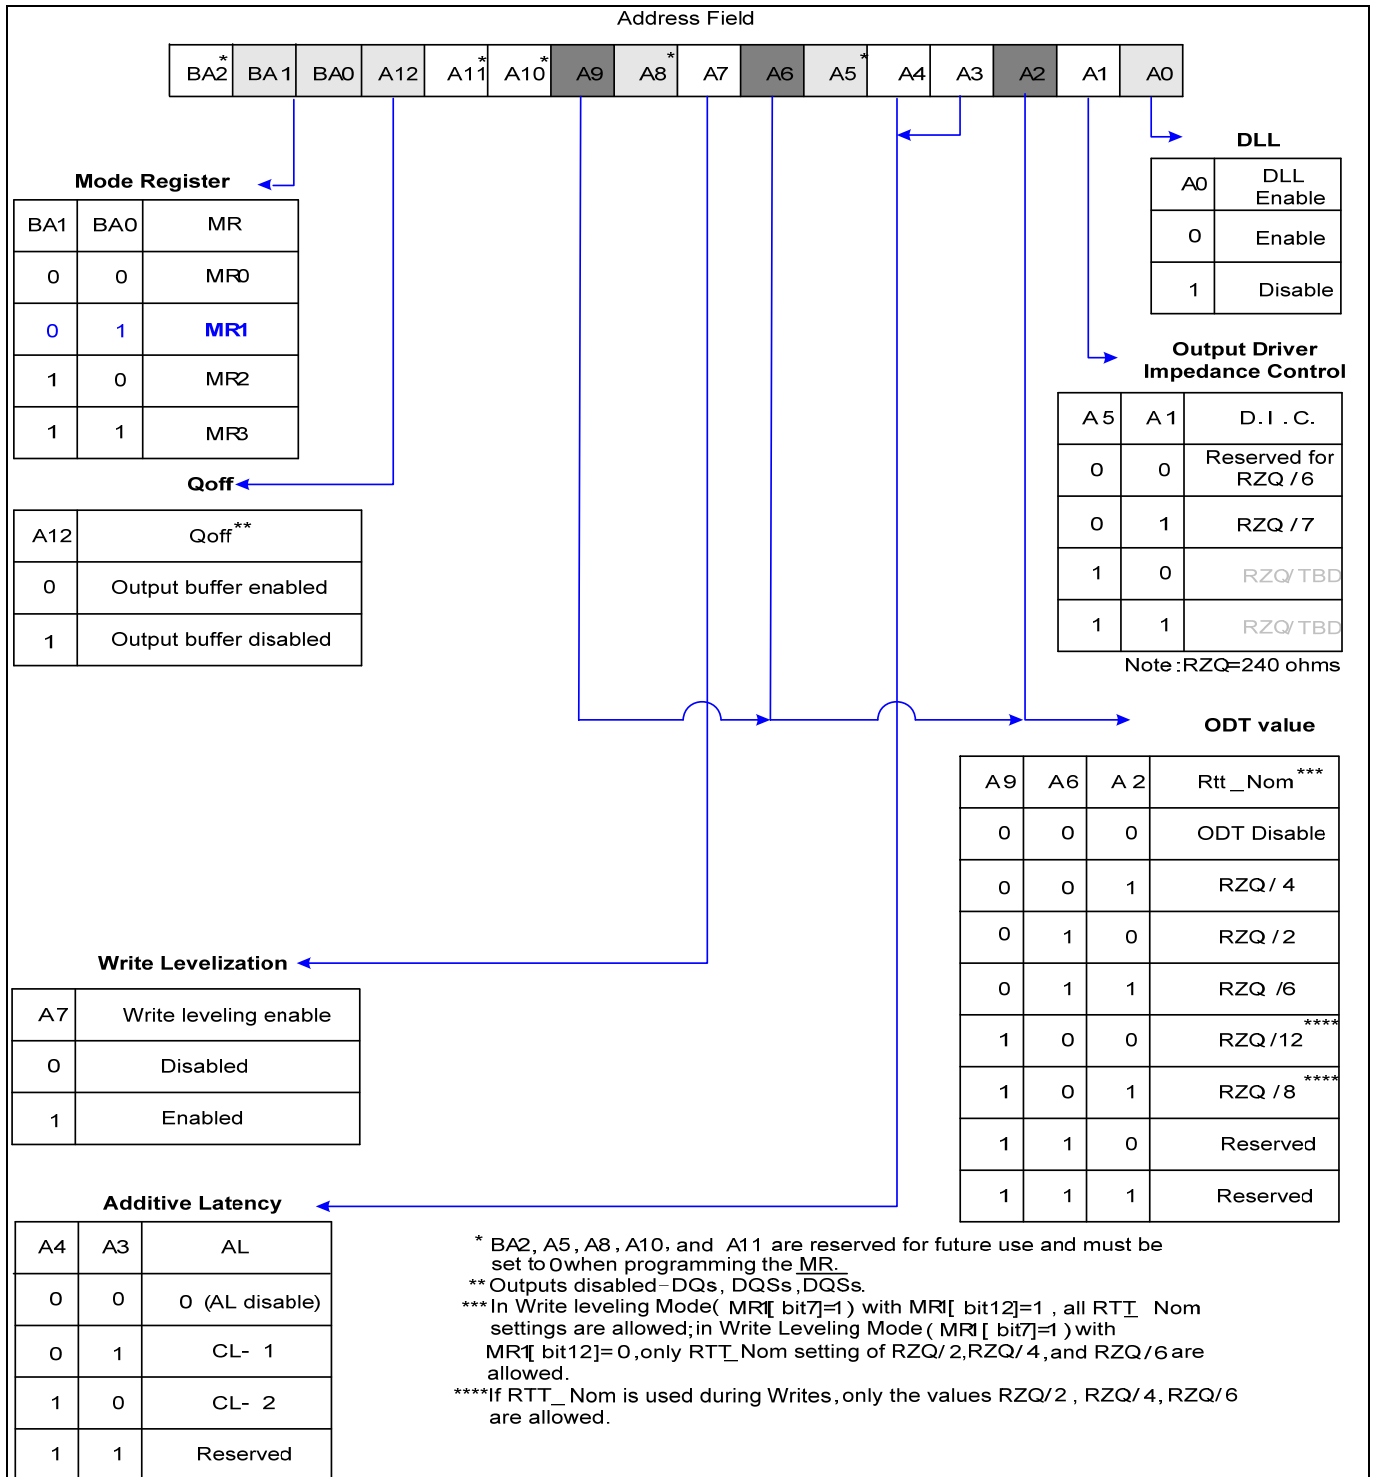 Address Field
BA2* BA1 BA0 A12 A11* A10* A9 A8* A7 A6 A5* A4 A3 A2 A1 A0
DLL
A0 DLL Enable
0 Enable
1 Disable
Mode Register
BA1 BA0 MR
0 0 MR0
0 1 MR1
1 0 MR2
1 1 MR3
Output Driver
Impedance Control
A5 A1 D.I.C.
0 0 Reserved for RZQ/6
0 1 RZQ/7
1 0 RZQ/TBD
1 1 RZQ/TBD
Note:RZQ=240 ohms
Qoff
A12 Qoff**
0 Output buffer enabled
1 Output buffer disabled
ODT value
A9 A6 A2 Rtt_Nom***
0 0 0 ODT Disable
0 0 1 RZQ/4
0 1 0 RZQ/2
0 1 1 RZQ/6
1 0 0 RZQ/12****
1 0 1 RZQ/8****
1 1 0 Reserved
1 1 1 Reserved
Write Levelization
A7 Write leveling enable
0 Disabled
1 Enabled
Additive Latency
A4 A3 AL
0 0 0 (AL disable)
0 1 CL- 1
1 0 CL- 2
1 1 Reserved
* BA2, A5, A8, A10, and A11 are reserved for future use and must be
set to 0 when programming the MR.
** Outputs disabled-DQs, DQSs, DQSs.
*** In Write leveling Mode( MR1[ bit7]=1) with MR1[ bit12]=1, all RTT_Nom
settings are allowed;in Write Leveling Mode( MR1[ bit7]=1) with
MR1[ bit12]=0,only RTT_Nom setting of RZQ/2,RZQ/4,and RZQ/6 are
allowed.
****If RTT_Nom is used during Writes,only the values RZQ/2, RZQ/4,RZQ/6
are allowed.